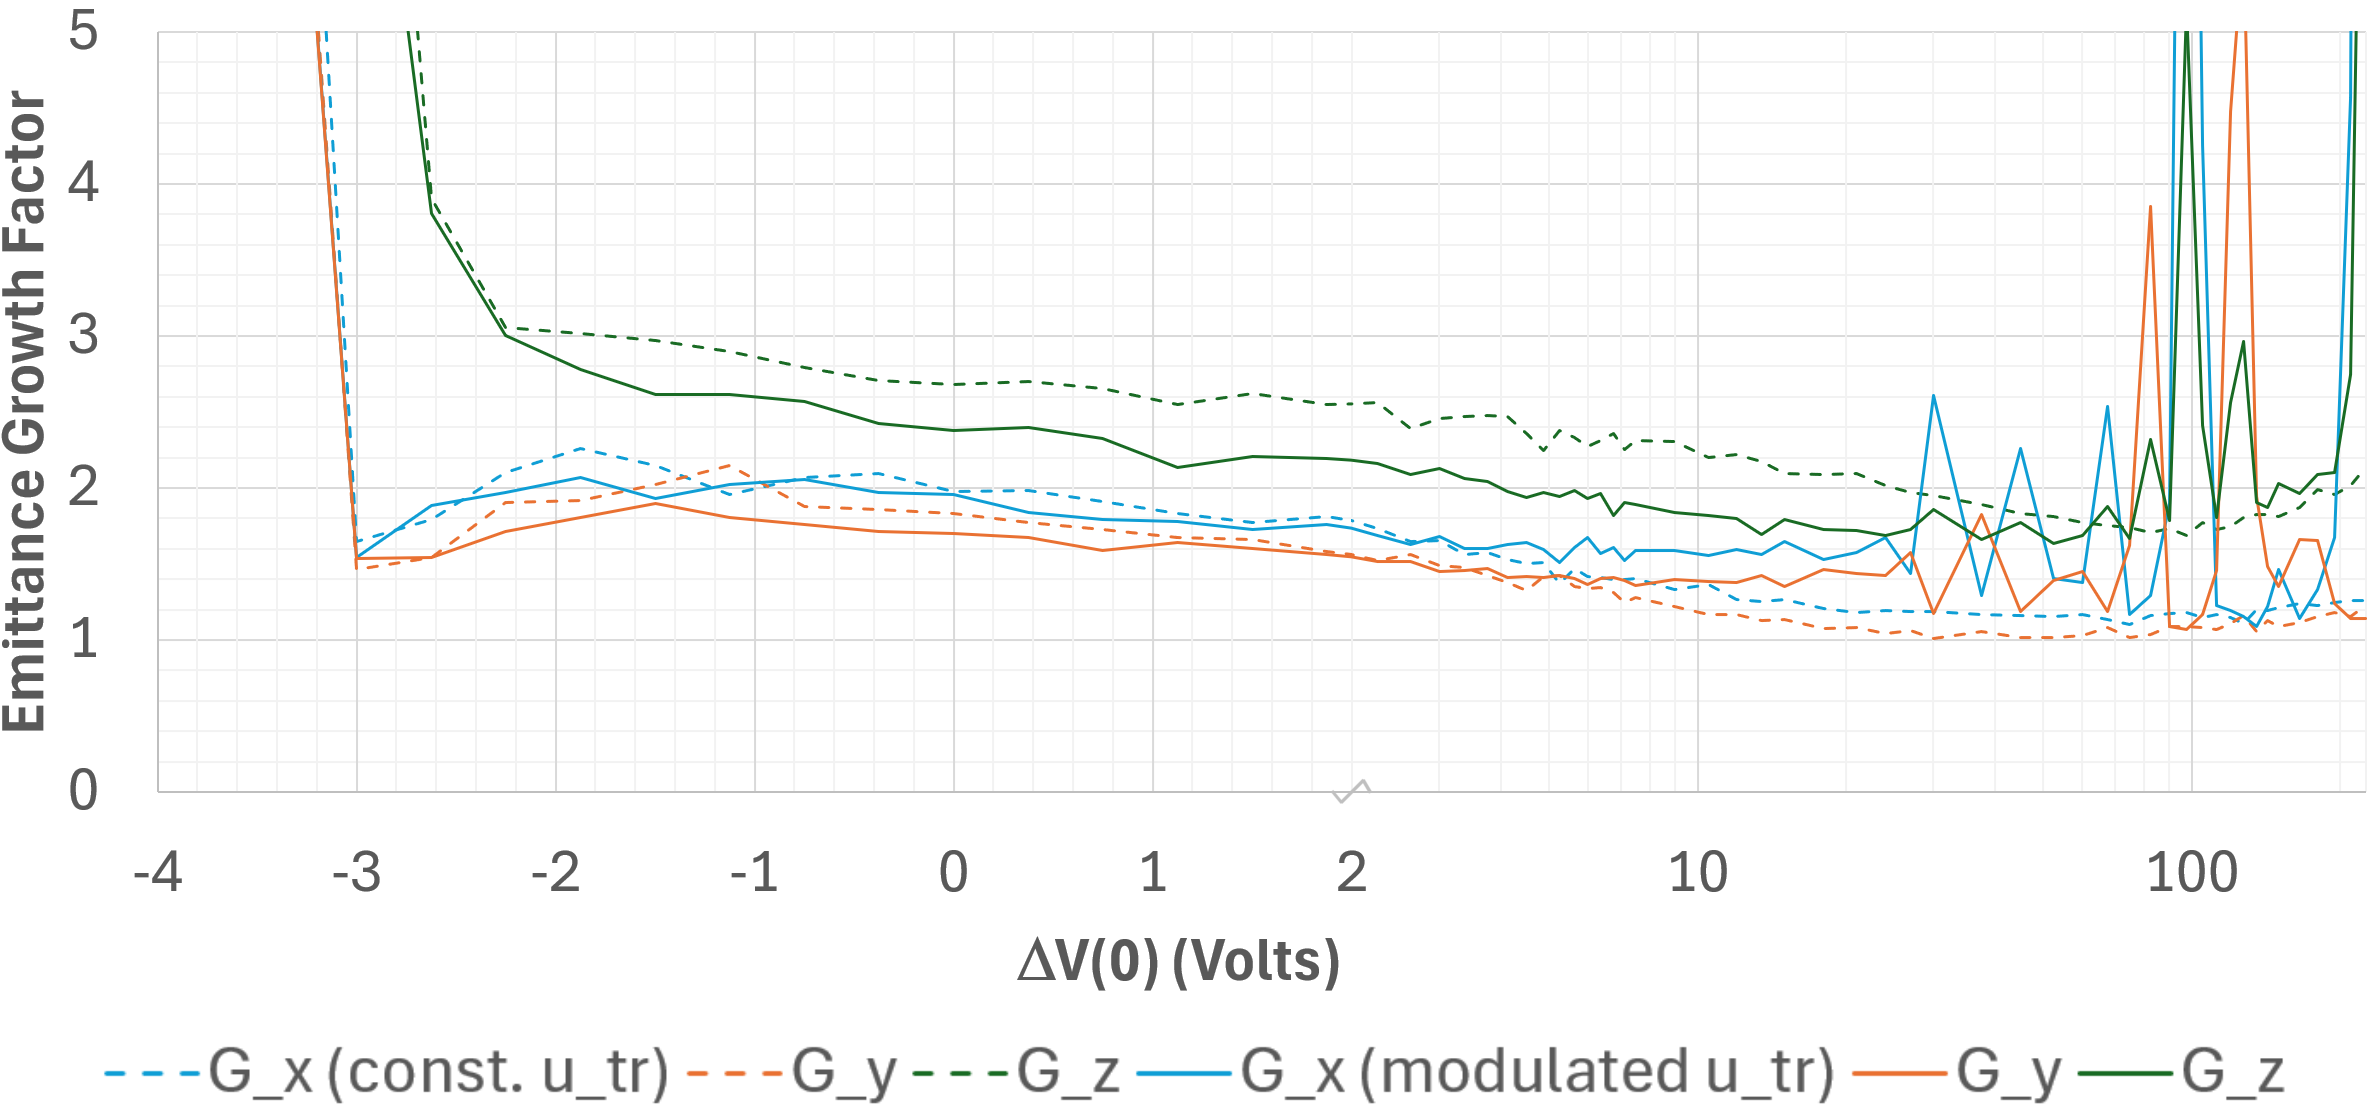 Emittance Growth Factor
5
4
3
2
1
0
-4 -3 -2 -1 0 1 2 10 100
ΔV(0) (Volts)
G_x (const. u_tr) G_y G_z G_x (modulated u_tr) G_y G_z